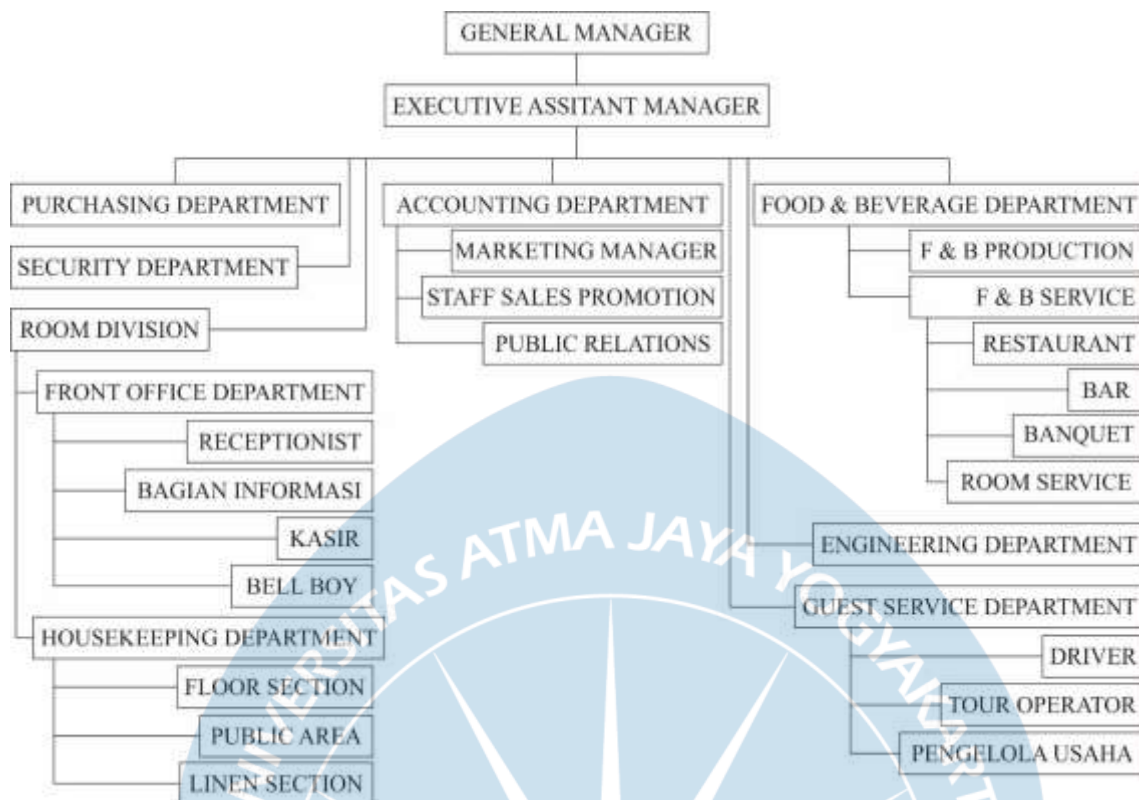 GENERAL MANAGER
EXECUTIVE ASSITANT MANAGER
PURCHASING DEPARTMENT
SECURITY DEPARTMENT
ROOM DIVISION
FRONT OFFICE DEPARTMENT
RECEPTIONIST
BAGIAN INFORMASI
KASIR
BELL BOY
HOUSEKEEPING DEPARTMENT
FLOOR SECTION
PUBLIC AREA
LINEN SECTION
ACCOUNTING DEPARTMENT
MARKETING MANAGER
STAFF SALES PROMOTION
PUBLIC RELATIONS
FOOD & BEVERAGE DEPARTMENT
F & B PRODUCTION
F & B SERVICE
RESTAURANT
BAR
BANQUET
ROOM SERVICE
ENGINEERING DEPARTMENT
GUEST SERVICE DEPARTMENT
DRIVER
TOUR OPERATOR
PENGELOLA USAHA
ATMA JAYA